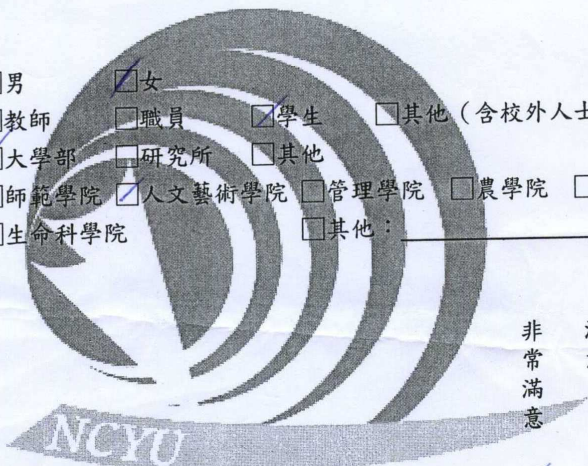 男 ☑女
教師 □職員 ☑學生 □其他（含校外人士
大學部 □研究所 □其他
師範學院 ☑人文藝術學院 □管理學院 □農學院 □
生命科學院 □其他：
非常滿意
NCYU